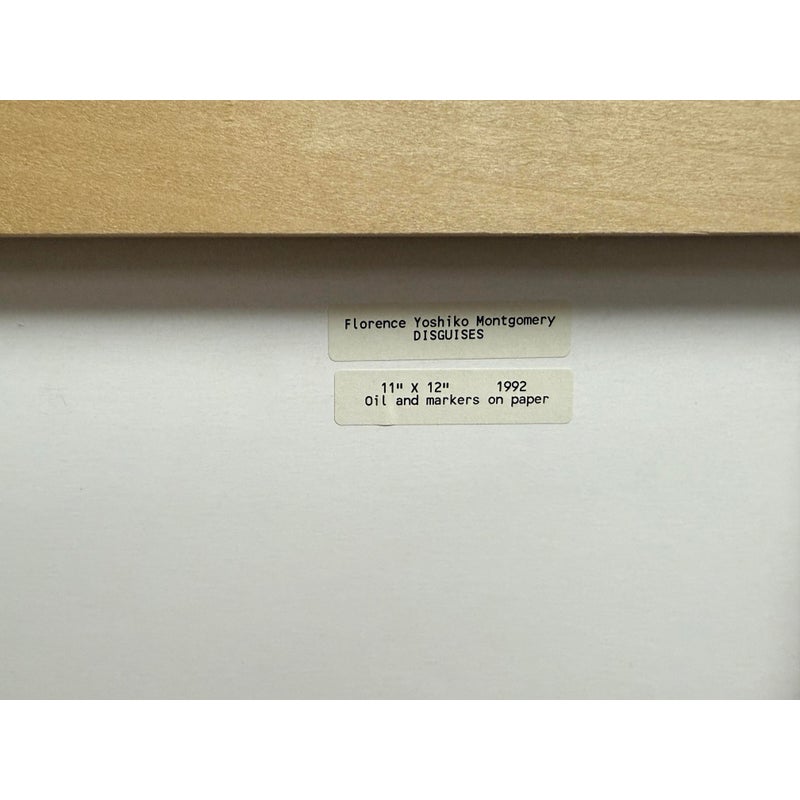 Florence Yoshiko Montgomery
DISGUISES
11" X 12" 1992
Oil and markers on paper